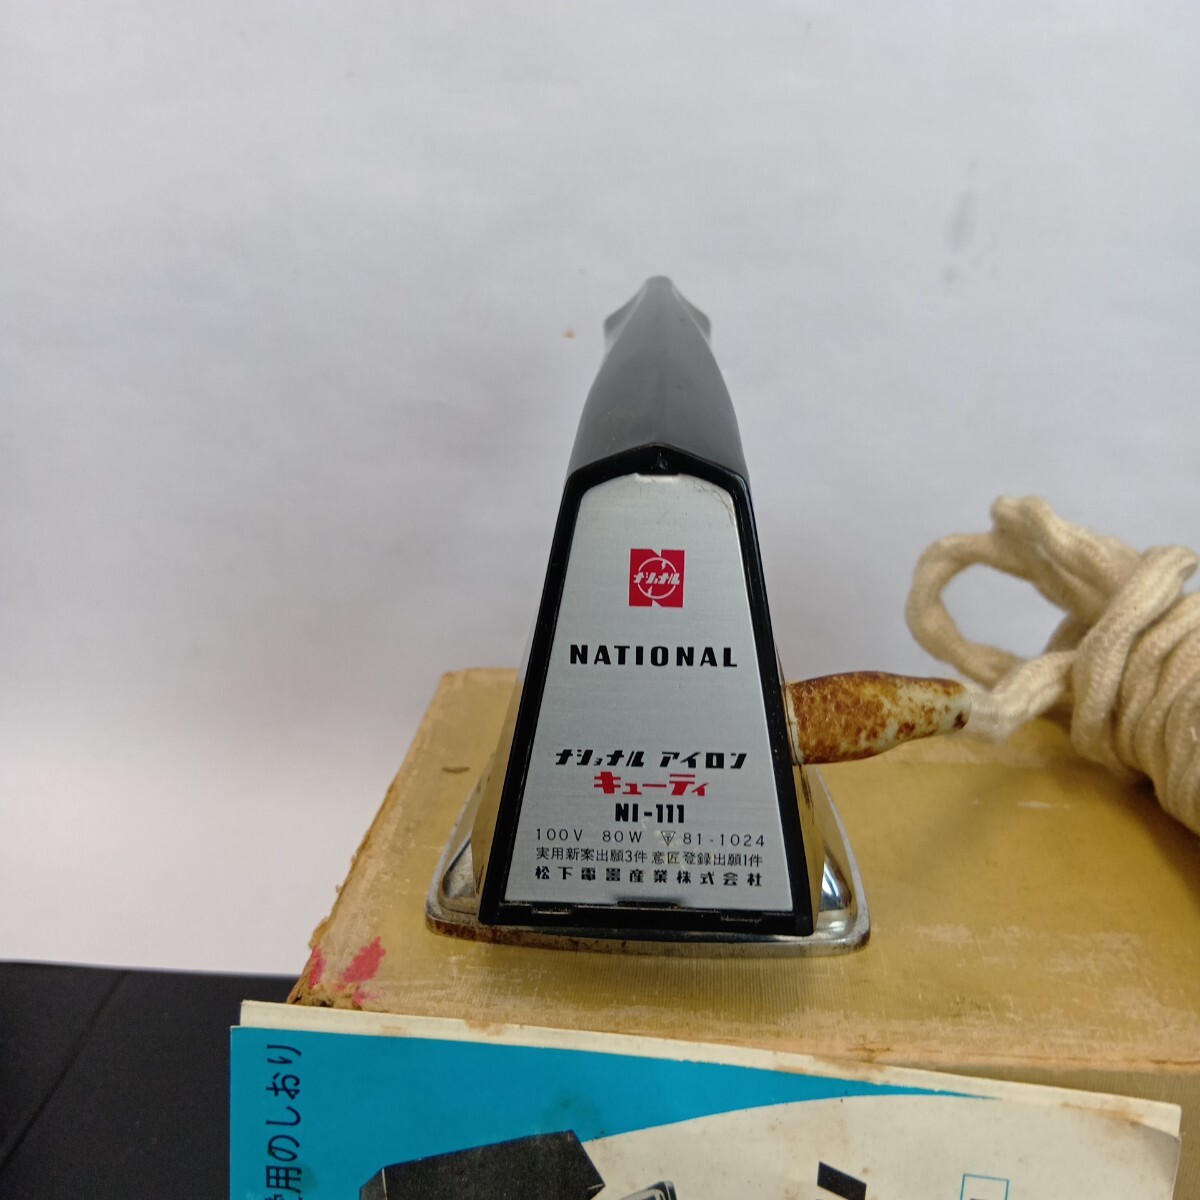 ナショナル
NATIONAL
ナショナル アイロン
キューティ
NI-111
100V 80W 〒 81-1024
実用新案出願3件 意匠登録出願1件
松下電器産業株式会社
用のしおり